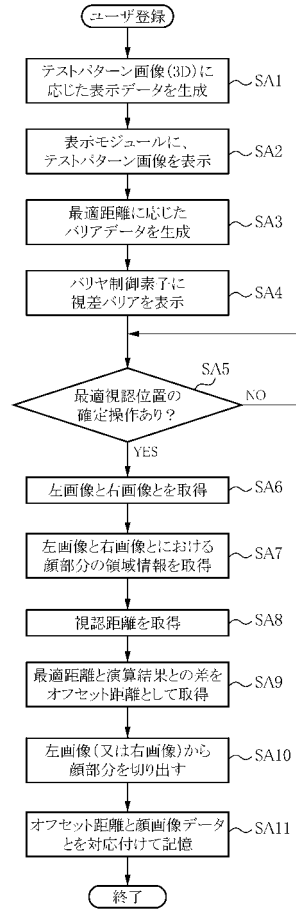 ユーザ登録
テストパターン画像(3D)に
応じた表示データを生成
SA1
表示モジュールに、
テストパターン画像を表示
SA2
最適距離に応じた
バリアデータを生成
SA3
バリヤ制御素子に
視差バリアを表示
SA4
SA5
最適視認位置の
確定操作あり?
NO
YES
左画像と右画像とを取得
SA6
左画像と右画像とにおける
顔部分の領域情報を取得
SA7
視認距離を取得
SA8
最適距離と演算結果との差を
オフセット距離として取得
SA9
左画像(又は右画像)から
顔部分を切り出す
SA10
オフセット距離と顔画像データ
とを対応付けて記憶
SA11
終了